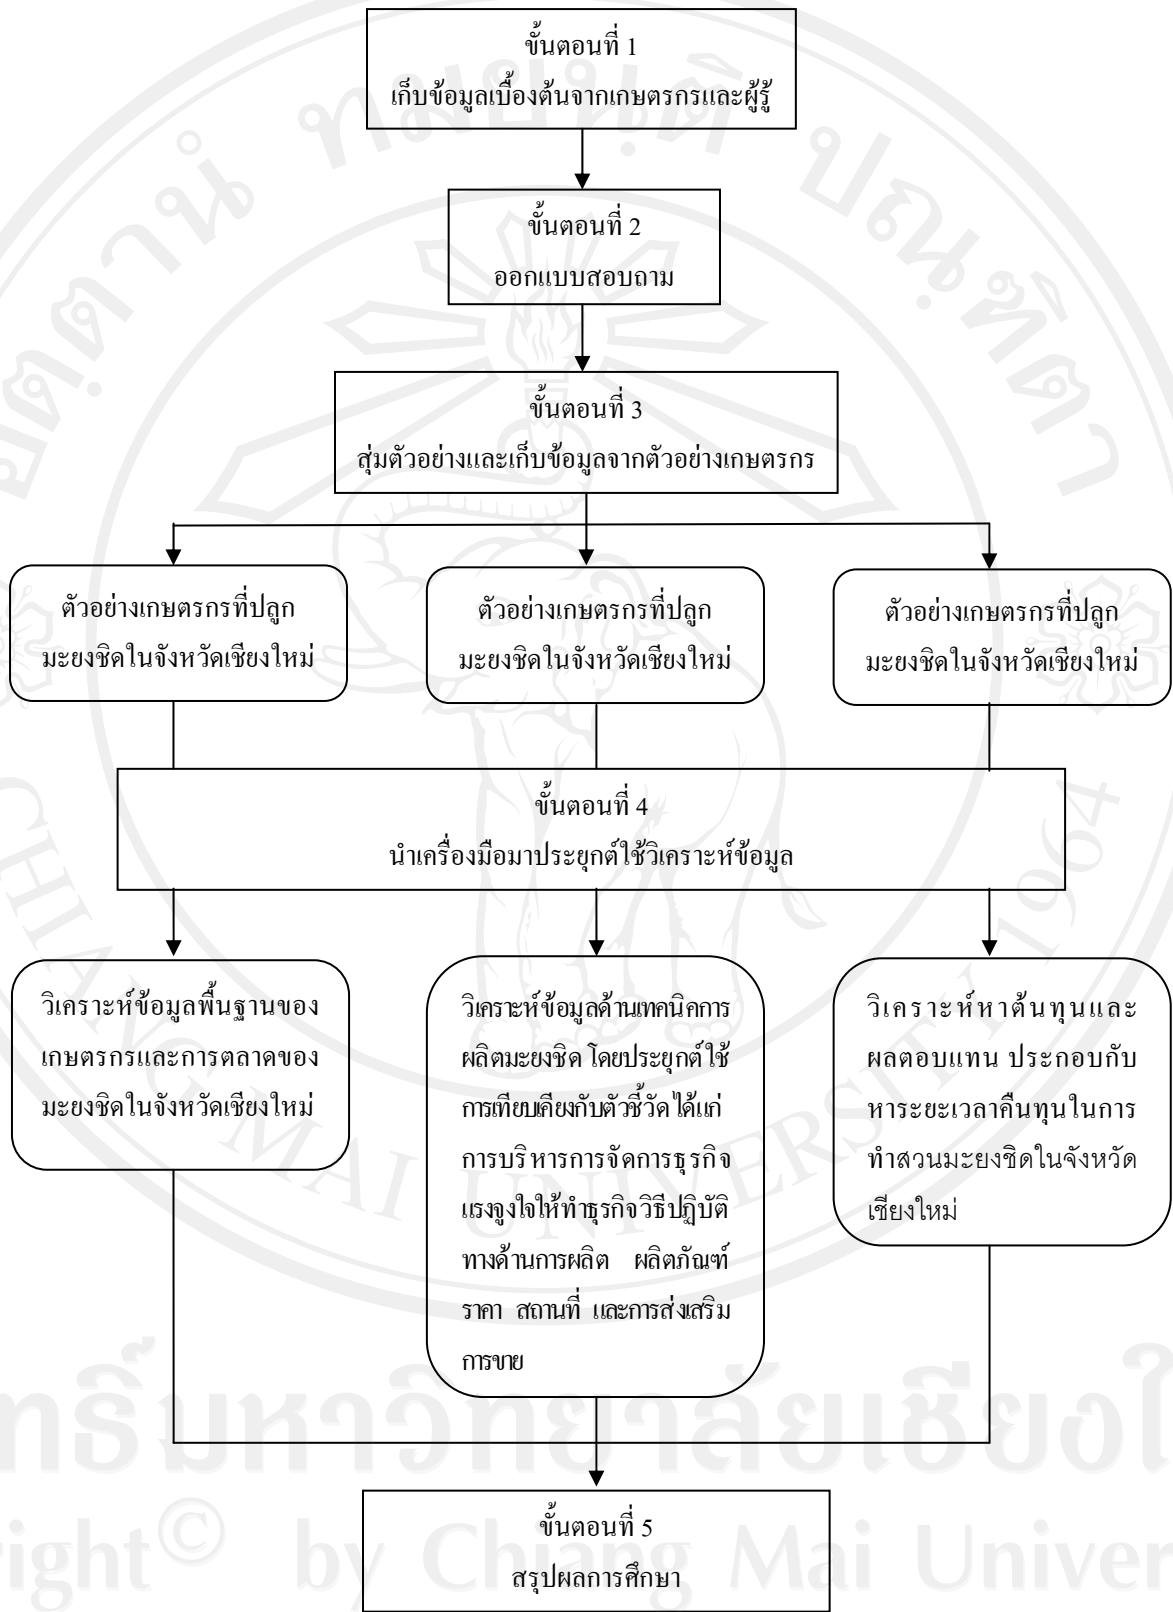 ขั้นตอนที่ 1
เก็บข้อมูลเบื้องต้นจากเกษตรกรและผู้รู้
ขั้นตอนที่ 2
ออกแบบสอบถาม
ขั้นตอนที่ 3
สุ่มตัวอย่างและเก็บข้อมูลจากตัวอย่างเกษตรกร
ตัวอย่างเกษตรกรที่ปลูก
มะยงชิดในจังหวัดเชียงใหม่
ตัวอย่างเกษตรกรที่ปลูก
มะยงชิดในจังหวัดเชียงใหม่
ตัวอย่างเกษตรกรที่ปลูก
มะยงชิดในจังหวัดเชียงใหม่
ขั้นตอนที่ 4
นำเครื่องมือมาประยุกต์ใช้วิเคราะห์ข้อมูล
วิเคราะห์ข้อมูลพื้นฐานของ
เกษตรกรและการตลาดของ
มะยงชิดในจังหวัดเชียงใหม่
วิเคราะห์ข้อมูลด้านเทคนิคการ
ผลิตมะยงชิด โดยประยุกต์ใช้
การเทียบเคียงกับตัวชี้วัด ได้แก่
การบริหารการจัดการธุรกิจ
แรงจูงใจให้ทำธุรกิจวิธีปฏิบัติ
ทางด้านการผลิต ผลิตภัณฑ์
ราคา สถานที่ และการส่งเสริม
การขาย
วิเคราะห์หาต้นทุนและ
ผลตอบแทน ประกอบกับ
หาระยะเวลาคืนทุนในการ
ทำสวนมะยงชิดในจังหวัด
เชียงใหม่
ขั้นตอนที่ 5
สรุปผลการศึกษา
CHIANG MAI UNIVERSITY 1964
มหาวิทยาลัยเชียงใ
© by Chiang Mai Univer